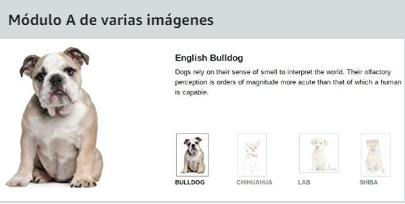 Módulo A de varias imágenes
English Bulldog
Dogs rely on their sense of smell to interpret the world. Their olfactory
perception is orders of magnitude more acute than that of which a human
is capable.
BULLDOG
CHIHUAHUA
LAB
SHIBA